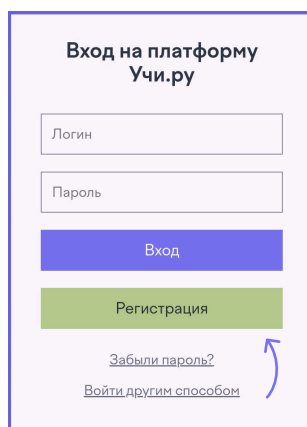 Вход на платформу
Учи.ру
Логин
Пароль
Вход
Регистрация
Забыли пароль?
Войти другим способом